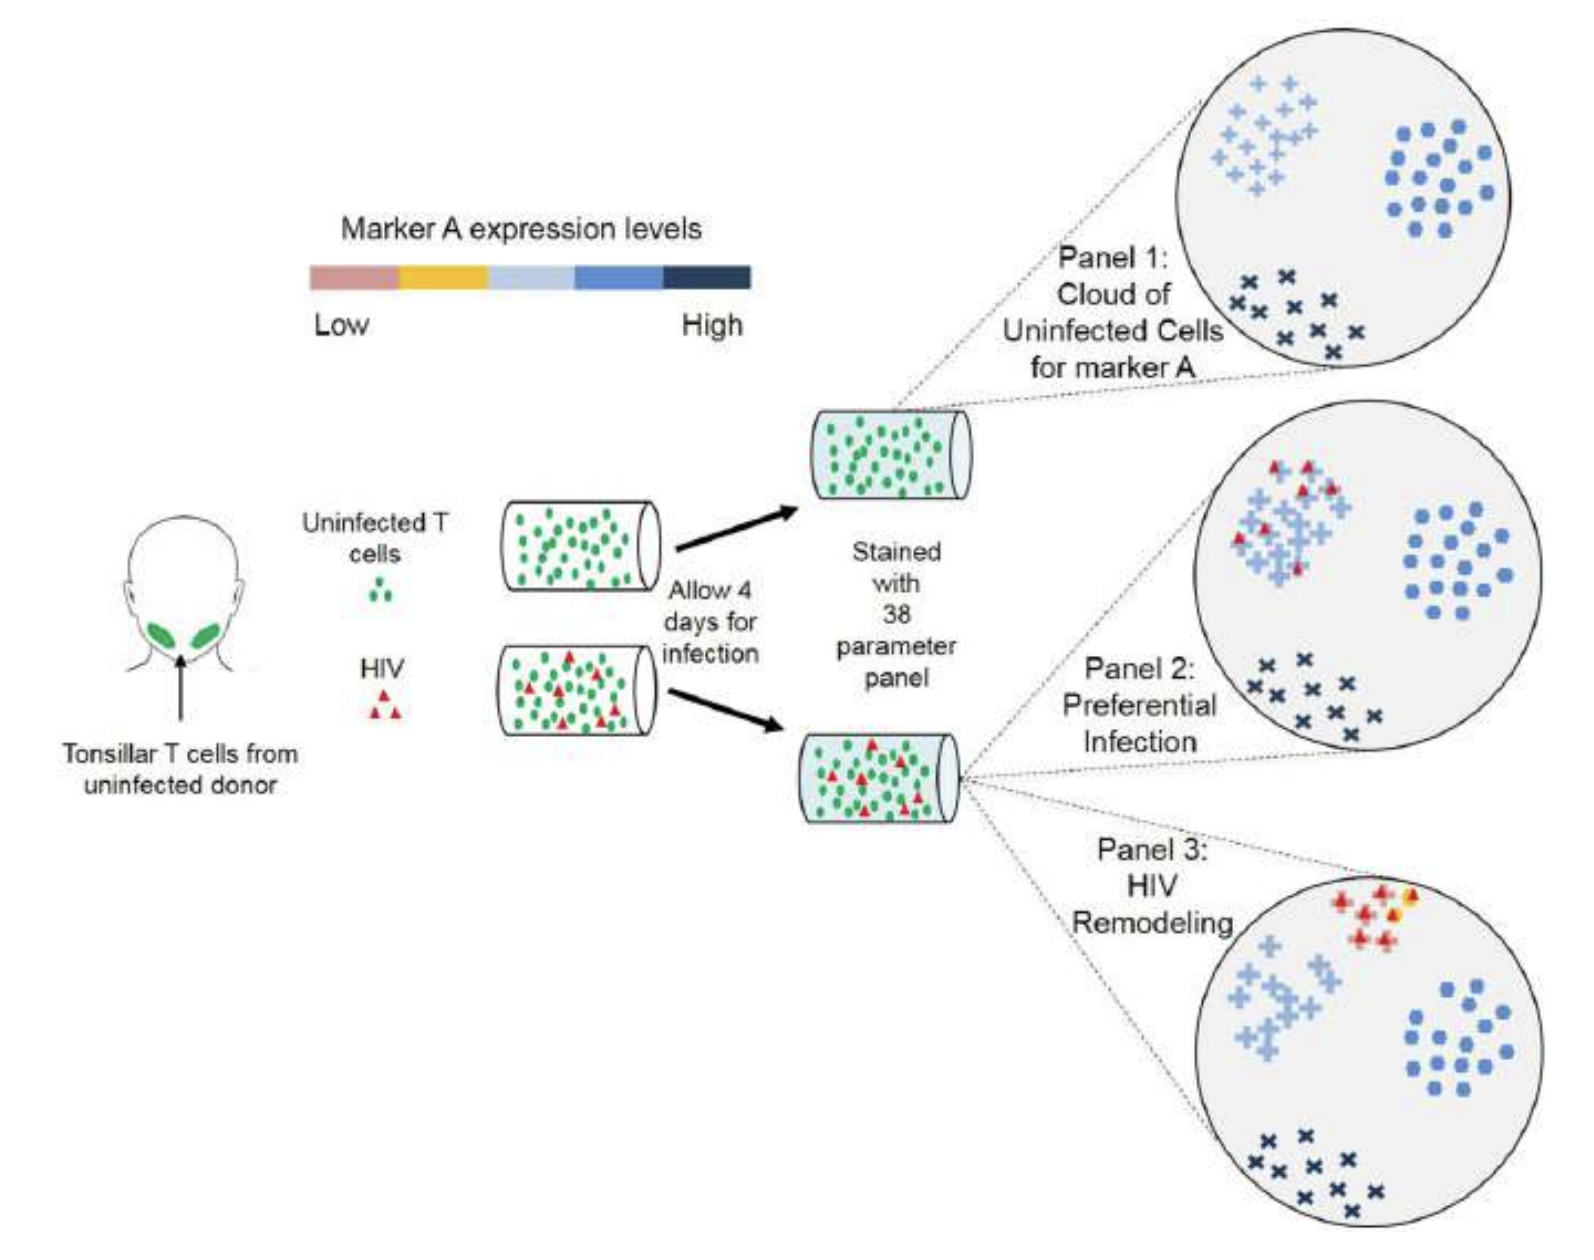 Marker A expression levels
Low
High
Panel 1:
Cloud of
Uninfected Cells
for marker A
Uninfected T
cells
HIV
Tonsillar T cells from
uninfected donor
Allow 4
days for
infection
Stained
with
38
parameter
panel
Panel 2:
Preferential
Infection
Panel 3:
HIV
Remodeling